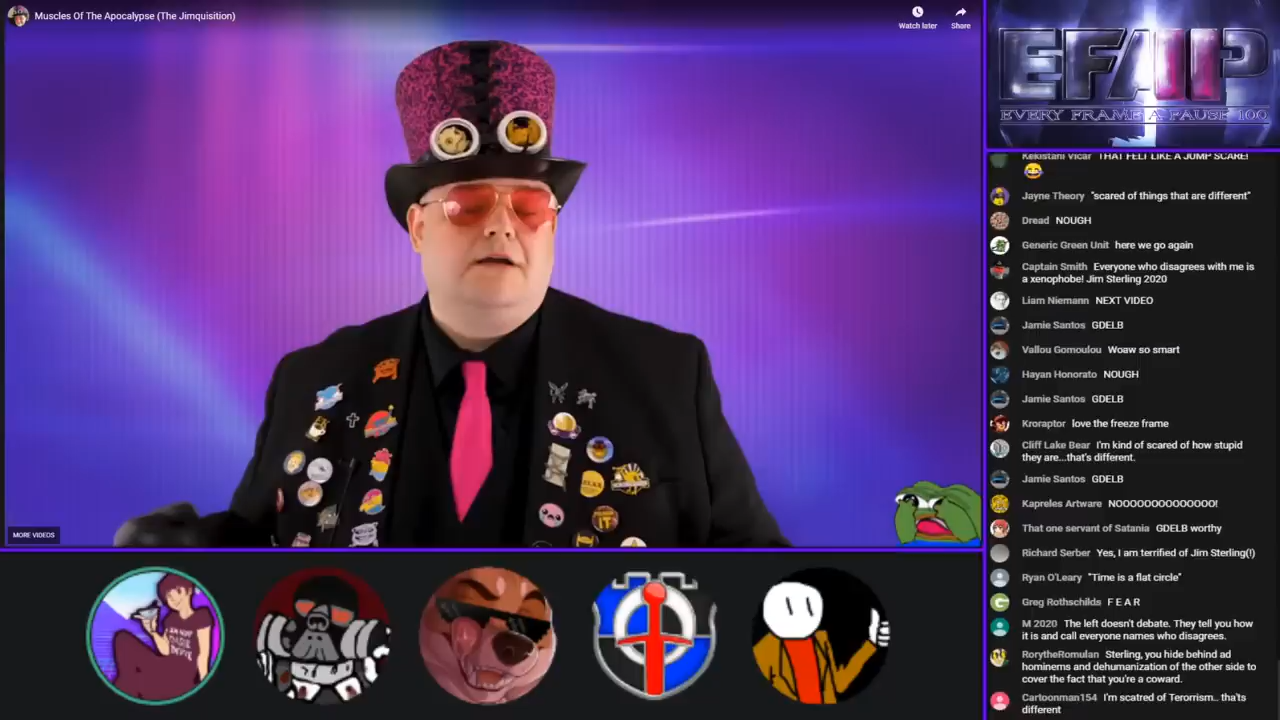 Muscles Of The Apocalypse (The Jimquisition)
Watch later
Share
MORE VIDEOS
EFAP
EVERY FRAME A PAUSE 100
Kekistani Vicar THAT FELT LIKE A JUMP SCARE!
Jayne Theory "scared of things that are different"
Dread NOUGH
Generic Green Unit here we go again
Captain Smith Everyone who disagrees with me is
a xenophobe! Jim Sterling 2020
Liam Niemann NEXT VIDEO
Jamie Santos GDELB
Vallou Gomoulou Woaw so smart
Hayan Honorato NOUGH
Jamie Santos GDELB
Kroraptor love the freeze frame
Cliff Lake Bear I'm kind of scared of how stupid
they are...that's different.
Jamie Santos GDELB
Kapreles Artware NOOOOOOOOOOOOOO!
That one servant of Satania GDELB worthy
Richard Serber Yes, I am terrified of Jim Sterling(!)
Ryan O'Leary "Time is a flat circle"
Greg Rothschilds F E A R
M 2020 The left doesn't debate. They tell you how
it is and call everyone names who disagrees.
RorytheRomulan Sterling, you hide behind ad
hominems and dehumanization of the other side to
cover the fact that you're a coward.
Cartoonman154 I'm scatred of Terorism.. tha'ts
different
I AM NOT